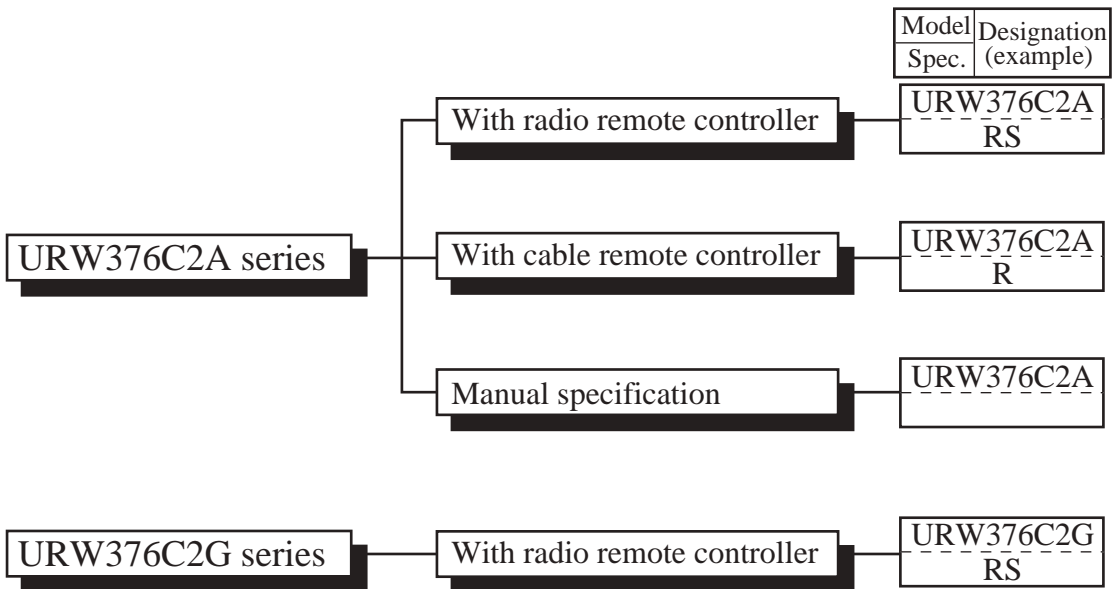 Model
Spec.
Designation
(example)
With radio remote controller
URW376C2A
RS
URW376C2A series
With cable remote controller
URW376C2A
R
Manual specification
URW376C2A
URW376C2G series
With radio remote controller
URW376C2G
RS